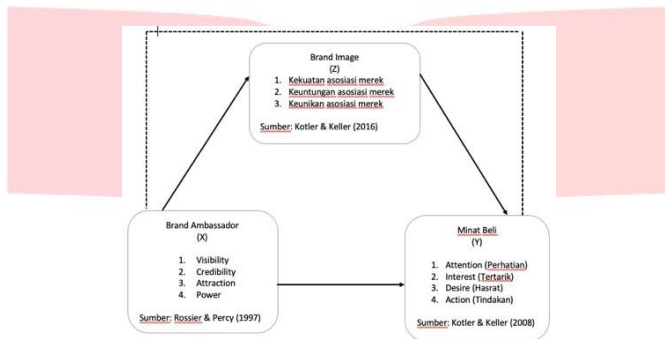 Brand Image
(Z)
1. Kekuatan asosiasi merek
2. Keuntungan asosiasi merek
3. Keunikan asosiasi merek
Sumber: Kotler & Keller (2016)
Brand Ambassador
(X)
1. Visibility
2. Credibility
3. Attraction
4. Power
Sumber: Rossier & Percy (1997)
Minat Beli
(Y)
1. Attention (Perhatian)
2. Interest (Tertarik)
3. Desire (Hasrat)
4. Action (Tindakan)
Sumber: Kotler & Keller (2008)